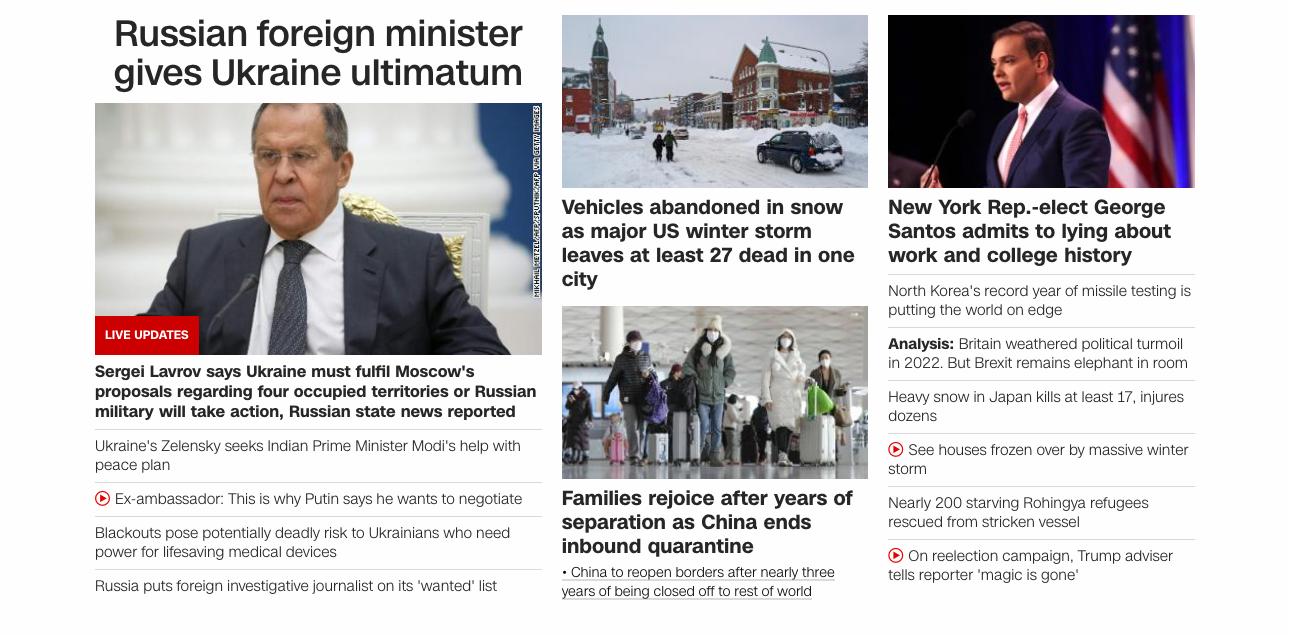 Russian foreign minister
gives Ukraine ultimatum
MIKHAIL METZEL/AFP/SPUTNIK/AFP VIA GETTY IMAGES
LIVE UPDATES
Sergei Lavrov says Ukraine must fulfil Moscow's
proposals regarding four occupied territories or Russian
military will take action, Russian state news reported
Ukraine's Zelensky seeks Indian Prime Minister Modi's help with
peace plan
Ex-ambassador: This is why Putin says he wants to negotiate
Blackouts pose potentially deadly risk to Ukrainians who need
power for lifesaving medical devices
Russia puts foreign investigative journalist on its 'wanted' list
Vehicles abandoned in snow
as major US winter storm
leaves at least 27 dead in one
city
Families rejoice after years of
separation as China ends
inbound quarantine
• China to reopen borders after nearly three
years of being closed off to rest of world
New York Rep.-elect George
Santos admits to lying about
work and college history
North Korea's record year of missile testing is
putting the world on edge
Analysis: Britain weathered political turmoil
in 2022. But Brexit remains elephant in room
Heavy snow in Japan kills at least 17, injures
dozens
See houses frozen over by massive winter
storm
Nearly 200 starving Rohingya refugees
rescued from stricken vessel
On reelection campaign, Trump adviser
tells reporter 'magic is gone'